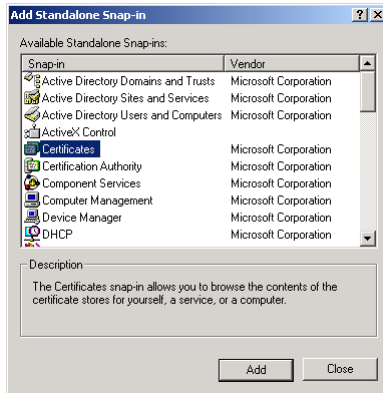 Add Standalone Snap-in
Available Standalone Snap-ins:
Snap-in Vendor
Active Directory Domains and Trusts Microsoft Corporation
Active Directory Sites and Services Microsoft Corporation
Active Directory Users and Computers Microsoft Corporation
ActiveX Control
Certificates Microsoft Corporation
Certification Authority Microsoft Corporation
Component Services Microsoft Corporation
Computer Management Microsoft Corporation
Device Manager Microsoft Corporation
DHCP Microsoft Corporation
Description
The Certificates snap-in allows you to browse the contents of the
certificate stores for yourself, a service, or a computer.
Add Close